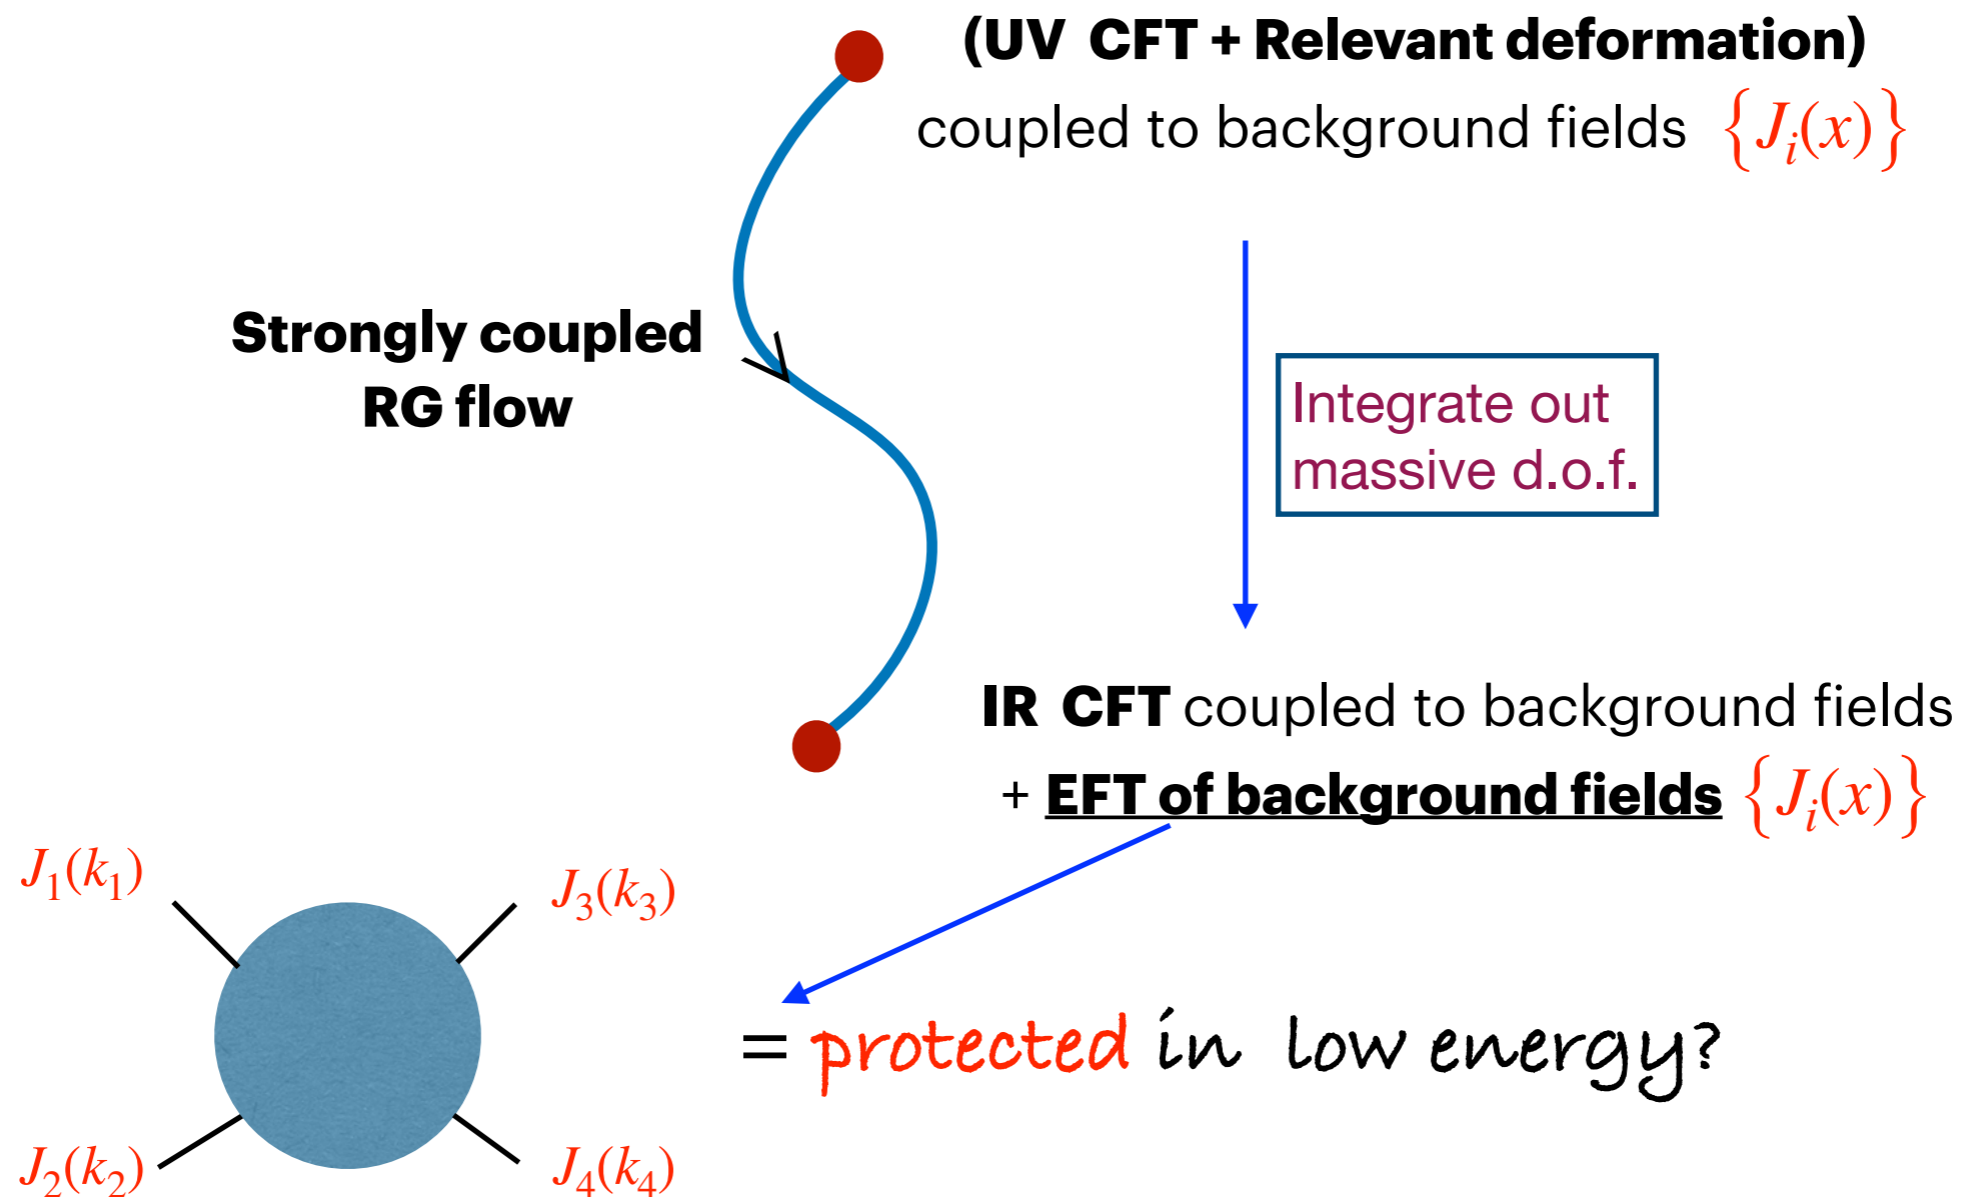 (UV CFT + Relevant deformation)
coupled to background fields {J_i(x)}
Strongly coupled
RG flow
Integrate out
massive d.o.f.
IR CFT coupled to background fields
+ EFT of background fields {J_i(x)}
J_1(k_1)
J_3(k_3)
= protected in low energy?
J_2(k_2)
J_4(k_4)